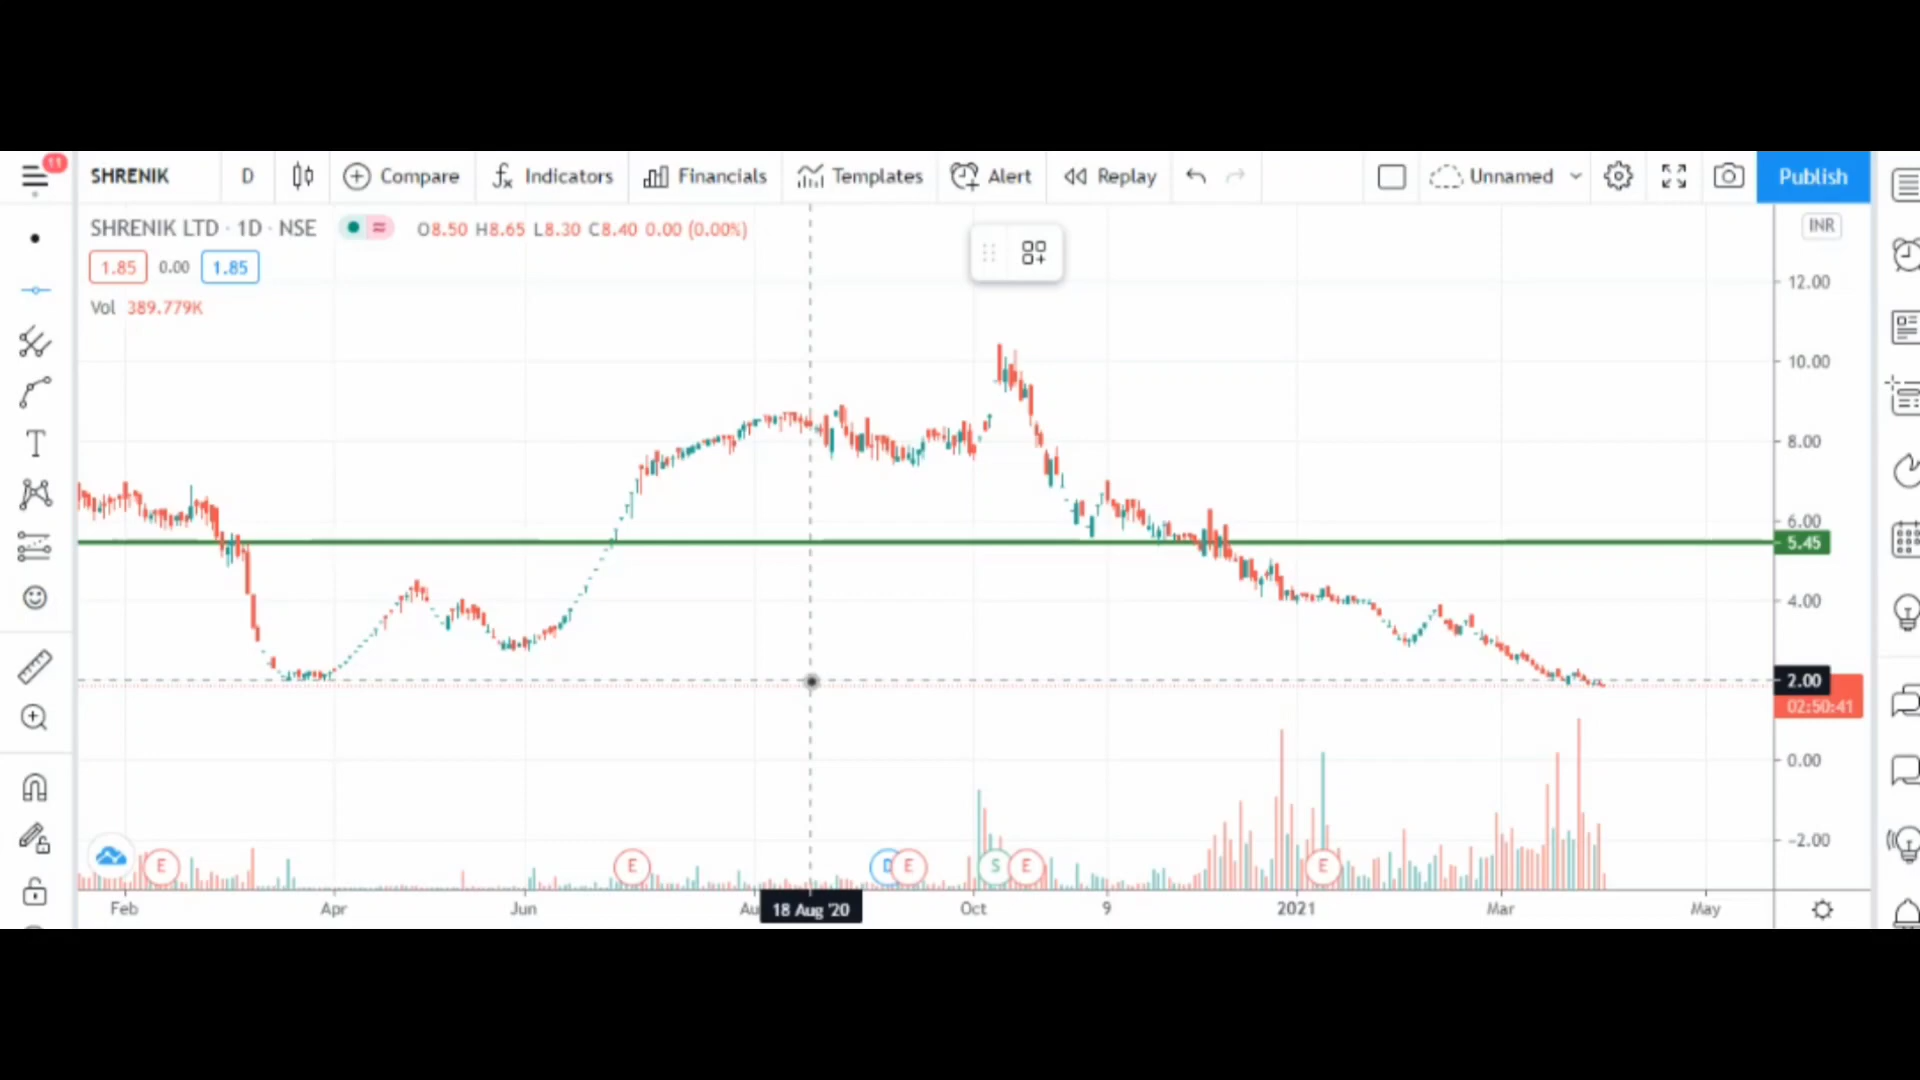 11
SHRENIK D Compare Indicators Financials Templates Alert Replay Unnamed Publish
SHRENIK LTD · 1D · NSE O8.50 H8.65 L8.30 C8.40 0.00 (0.00%)
INR
1.85 0.00 1.85
Vol 389.779K
12.00
10.00
8.00
6.00
5.45
4.00
2.00
02:50:41
0.00
-2.00
E E D E S E E
Feb Apr Jun Au 18 Aug '20 Oct 9 2021 Mar May